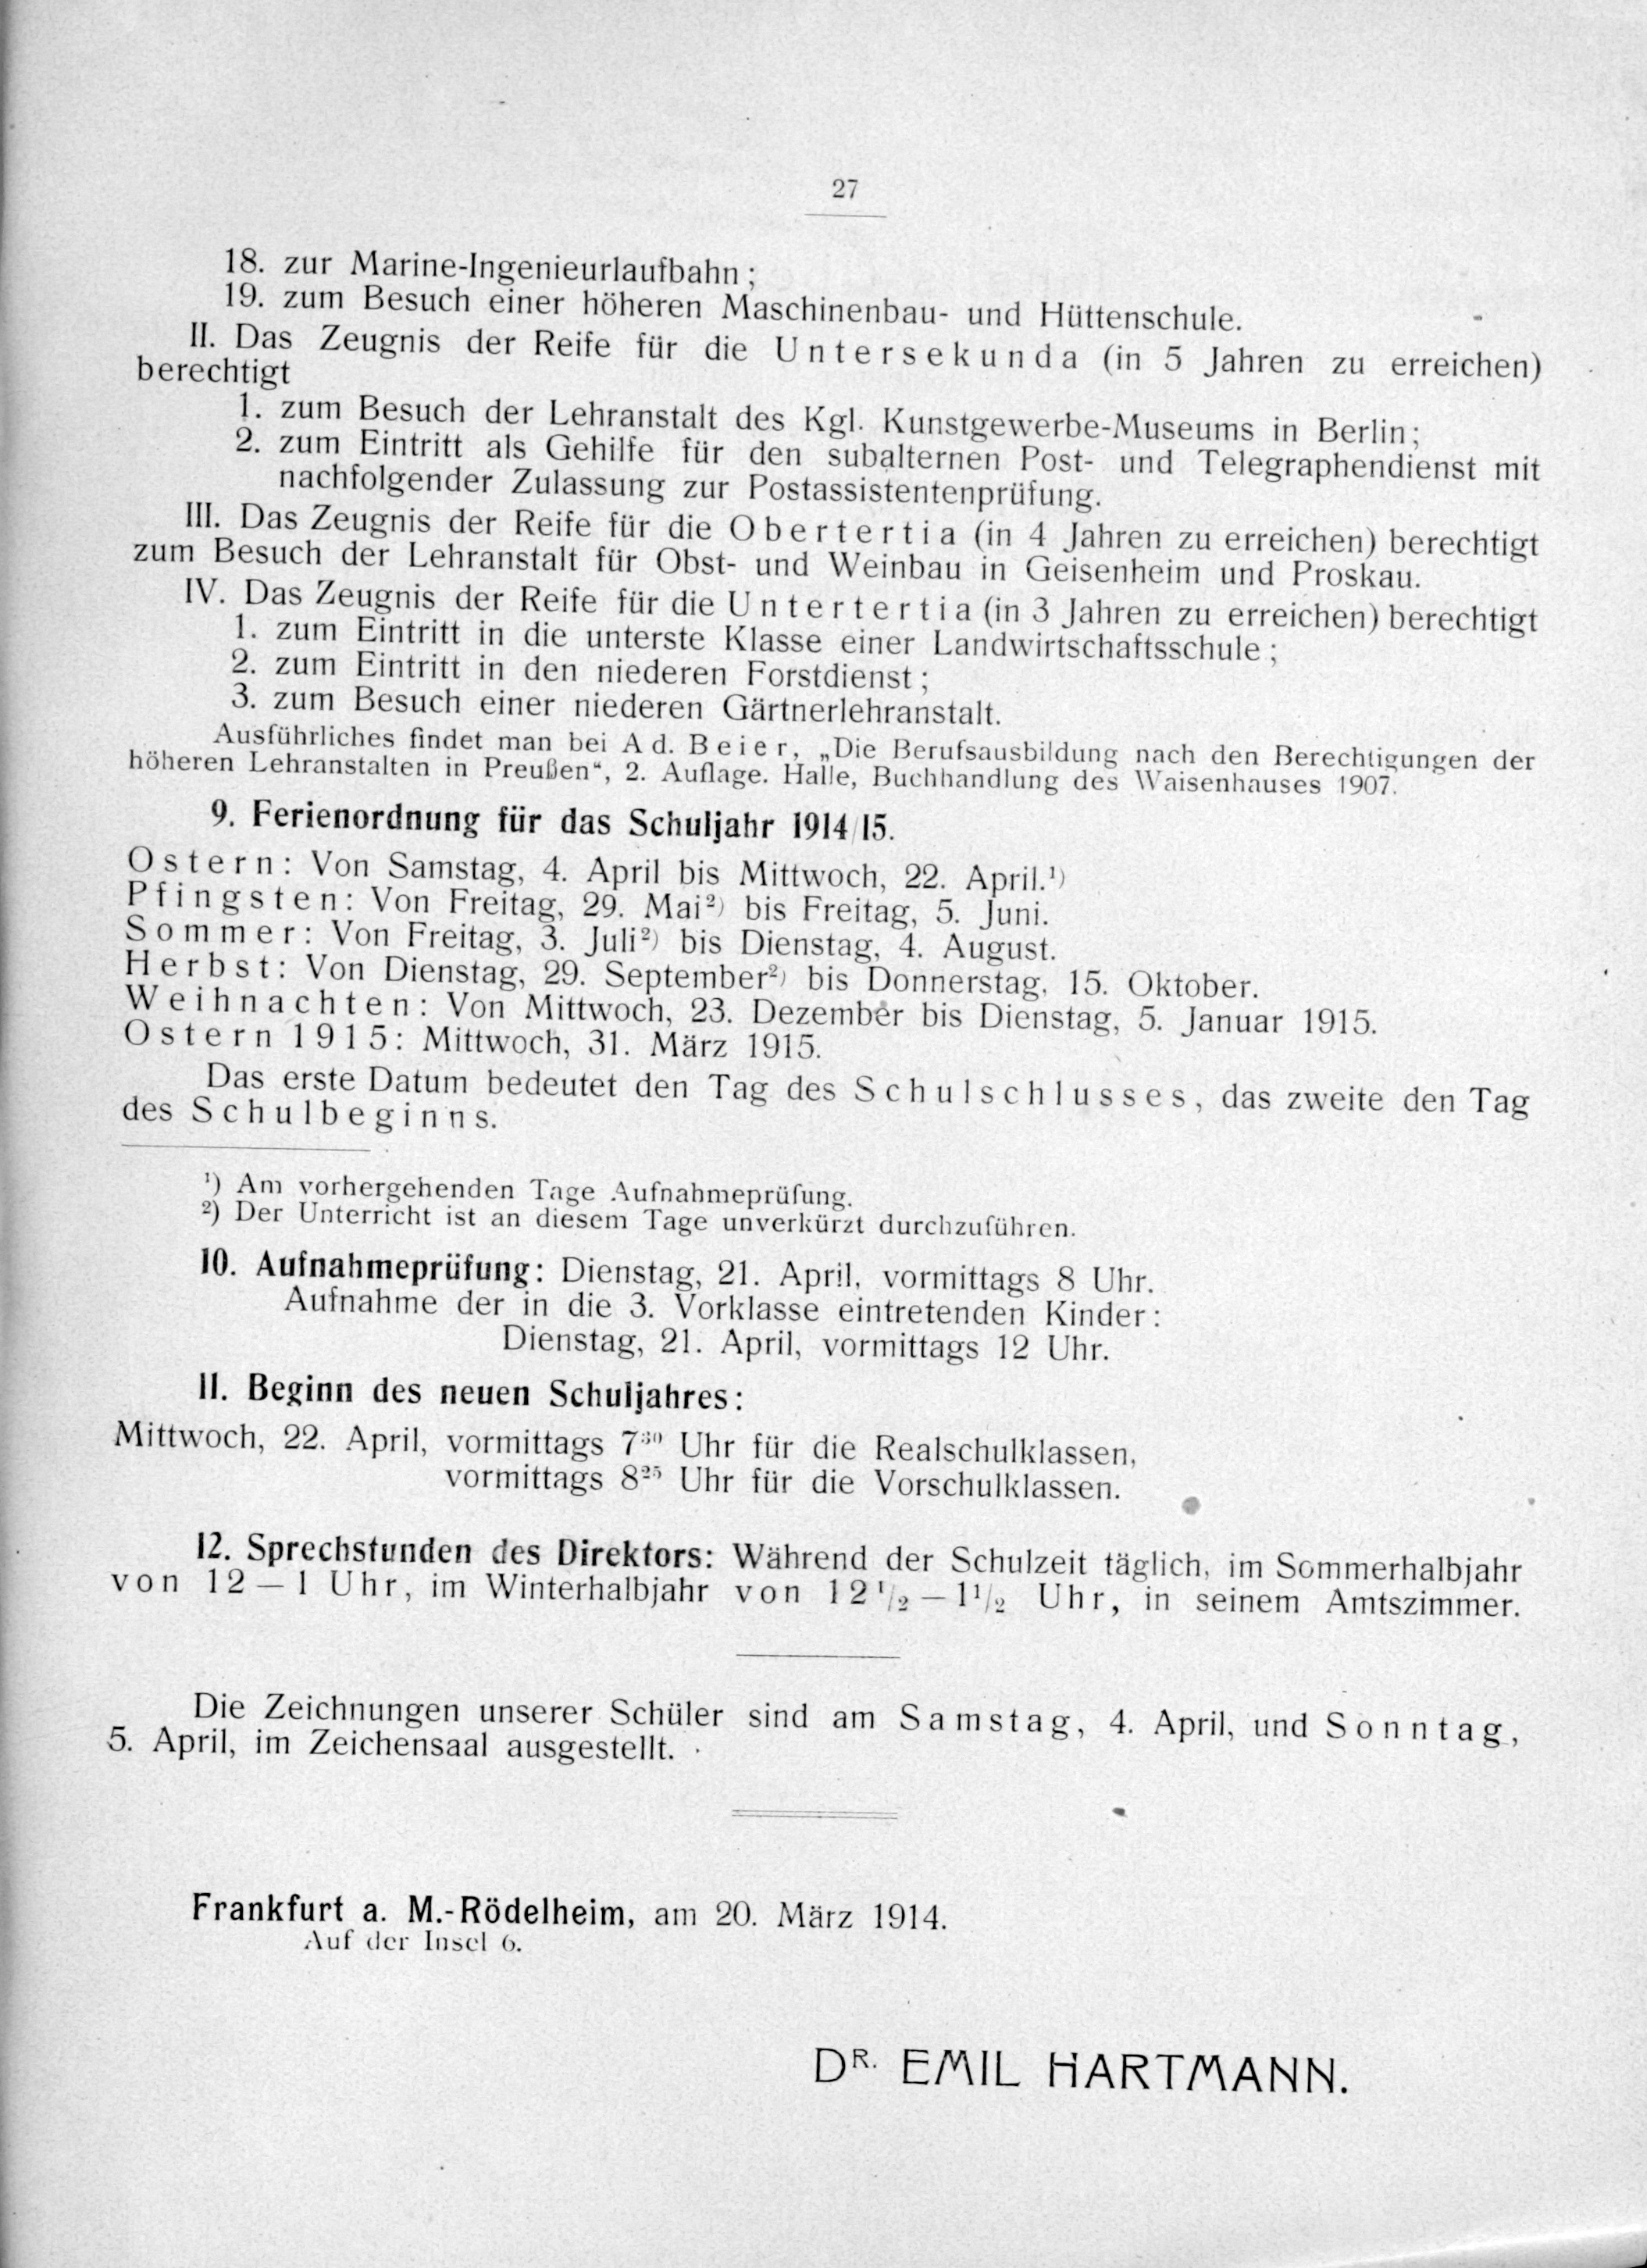 27
18. zur Marine-Ingenieurlaufbahn;
19. zum Besuch einer höheren Maschinenbau- und Hüttenschule.
II. Das Zeugnis der Reife für die Untersekunda (in 5 Jahren zu erreichen)
berechtigt
1. zum Besuch der Lehranstalt des Kgl. Kunstgewerbe-Museums in Berlin;
2. zum Eintritt als Gehilfe für den subalternen Post- und Telegraphendienst mit
nachfolgender Zulassung zur Postassistentenprüfung.
III. Das Zeugnis der Reife für die Obertertia (in 4 Jahren zu erreichen) berechtigt
zum Besuch der Lehranstalt für Obst- und Weinbau in Geisenheim und Proskau.
IV. Das Zeugnis der Reife für die Untertertia (in 3 Jahren zu erreichen) berechtigt
1. zum Eintritt in die unterste Klasse einer Landwirtschaftsschule;
2. zum Eintritt in den niederen Forstdienst;
3. zum Besuch einer niederen Gärtnerlehranstalt.
Ausführliches findet man bei Ad. Beier, „Die Berufsausbildung nach den Berechtigungen der
höheren Lehranstalten in Preußen“, 2. Auflage. Halle, Buchhandlung des Waisenhauses 1907.
9. Ferienordnung für das Schuljahr 1914/15.
Ostern: Von Samstag, 4. April bis Mittwoch, 22. April.¹)
Pfingsten: Von Freitag, 29. Mai²) bis Freitag, 5. Juni.
Sommer: Von Freitag, 3. Juli²) bis Dienstag, 4. August.
Herbst: Von Dienstag, 29. September²) bis Donnerstag, 15. Oktober.
Weihnachten: Von Mittwoch, 23. Dezember bis Dienstag, 5. Januar 1915.
Ostern 1915: Mittwoch, 31. März 1915.
Das erste Datum bedeutet den Tag des Schulschlusses, das zweite den Tag
des Schulbeginns.
¹) Am vorhergehenden Tage Aufnahmeprüfung.
²) Der Unterricht ist an diesem Tage unverkürzt durchzuführen.
10. Aufnahmeprüfung: Dienstag, 21. April, vormittags 8 Uhr.
Aufnahme der in die 3. Vorklasse eintretenden Kinder:
Dienstag, 21. April, vormittags 12 Uhr.
11. Beginn des neuen Schuljahres:
Mittwoch, 22. April, vormittags 7³⁰ Uhr für die Realschulklassen,
vormittags 8²⁵ Uhr für die Vorschulklassen.
12. Sprechstunden des Direktors: Während der Schulzeit täglich, im Sommerhalbjahr
von 12—1 Uhr, im Winterhalbjahr von 12¹/₂—1¹/₂ Uhr, in seinem Amtszimmer.
Die Zeichnungen unserer Schüler sind am Samstag, 4. April, und Sonntag,
5. April, im Zeichensaal ausgestellt.
Frankfurt a. M.-Rödelheim, am 20. März 1914.
Auf der Insel 6.
DR. EMIL HARTMANN.